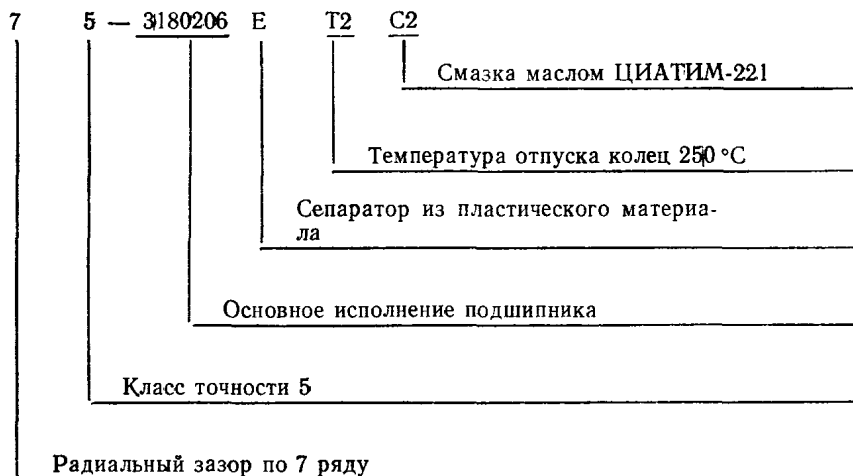 7 5 — 3180206 Е Т2 С2
Смазка маслом ЦИАТИМ-221
Температура отпуска колец 250 °С
Сепаратор из пластического материа-
ла
Основное исполнение подшипника
Класс точности 5
Радиальный зазор по 7 ряду